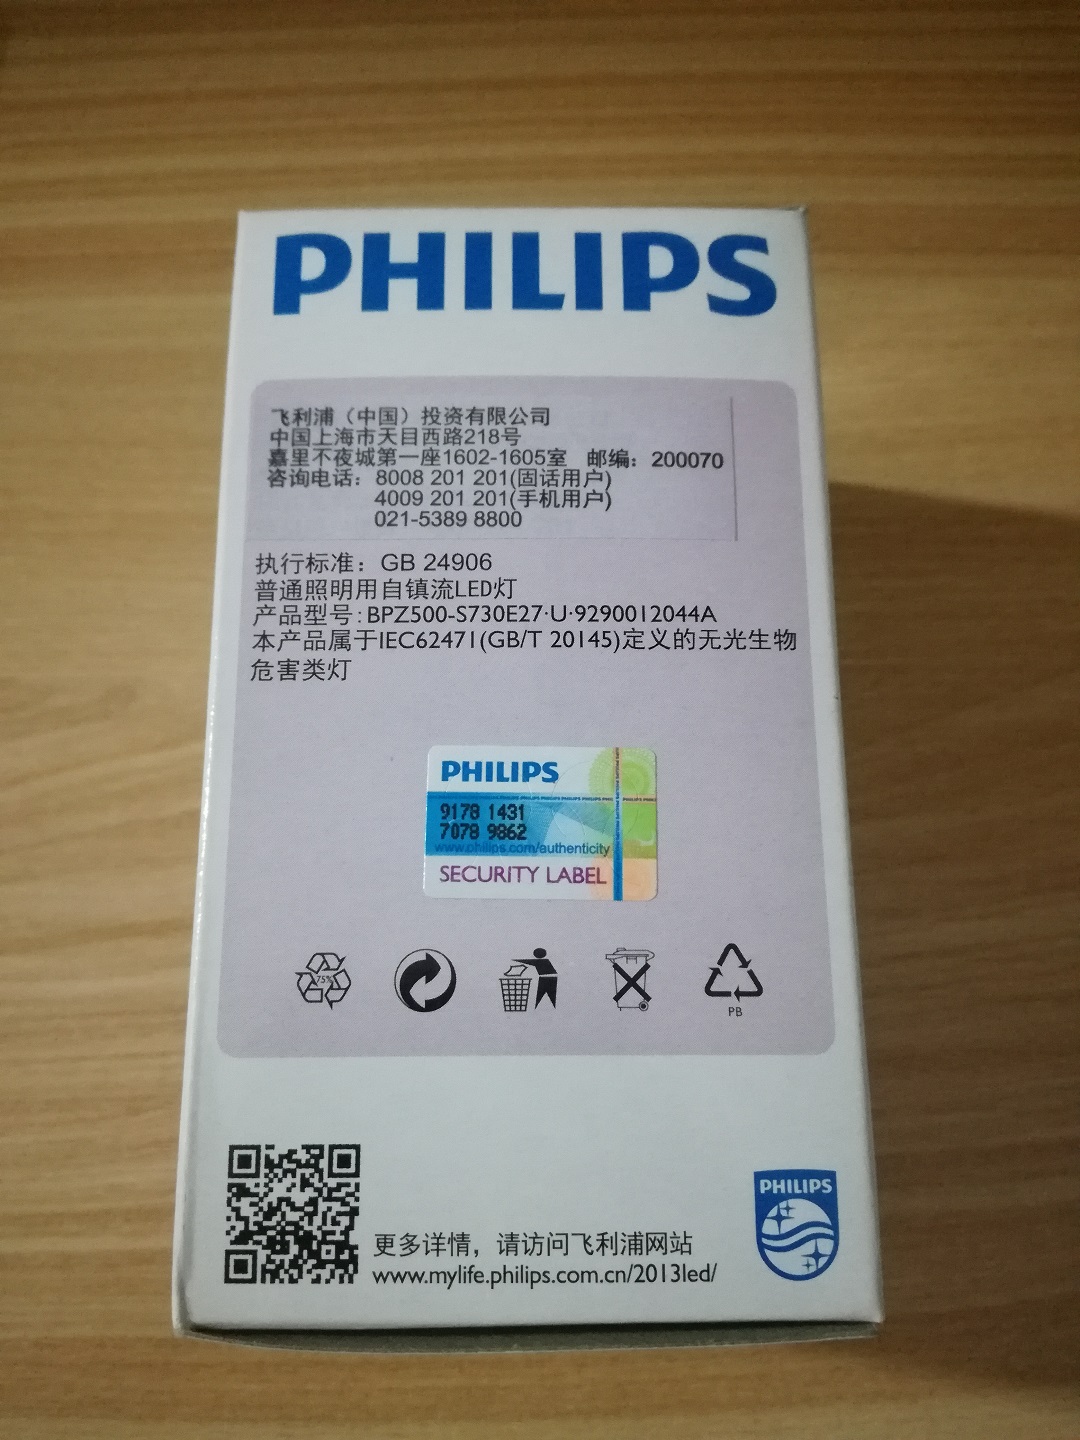 PHILIPS
飞利浦（中国）投资有限公司
中国上海市天目西路218号
嘉里不夜城第一座1602-1605室 邮编：200070
咨询电话：8008 201 201(固话用户)
4009 201 201(手机用户)
021-5389 8800
执行标准：GB 24906
普通照明用自镇流LED灯
产品型号:BPZ500-S730E27·U·9290012044A
本产品属于IEC62471(GB/T 20145)定义的无光生物
危害类灯
PHILIPS
9178 1431
7078 9862
www.philips.com/authenticity
SECURITY LABEL
75%
PB
更多详情，请访问飞利浦网站
www.mylife.philips.com.cn/2013led/
PHILIPS